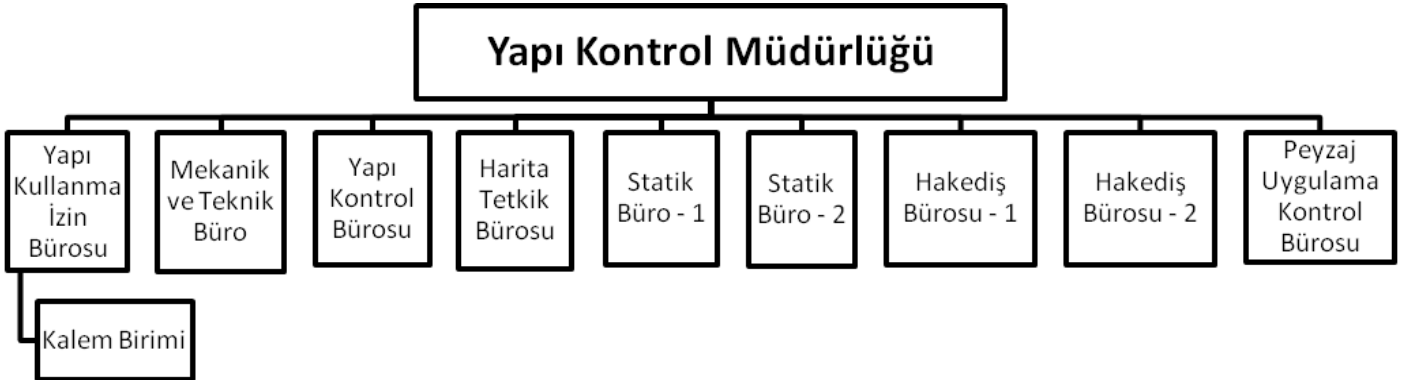 Yapı Kontrol Müdürlüğü
Yapı
Kullanma
İzin
Bürosu
Mekanik
ve Teknik
Büro
Yapı
Kontrol
Bürosu
Harita
Tetkik
Bürosu
Statik
Büro - 1
Statik
Büro - 2
Hakediş
Bürosu - 1
Hakediş
Bürosu - 2
Peyzaj
Uygulama
Kontrol
Bürosu
Kalem Birimi